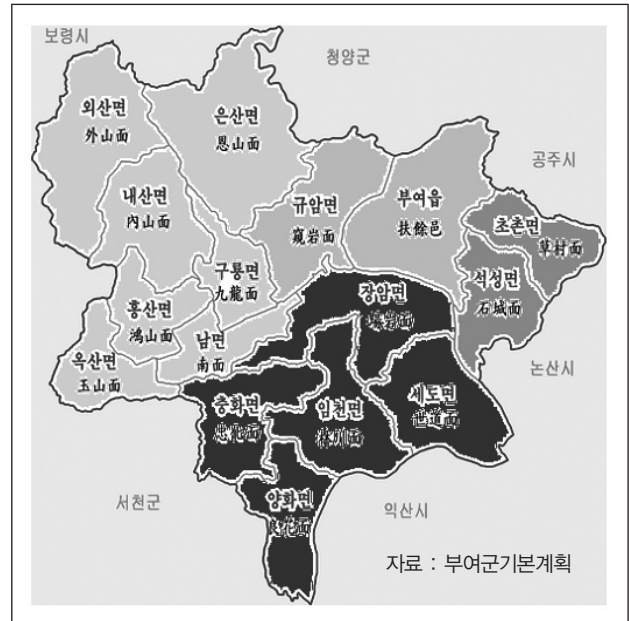 보령시
청양군
외산면
外山面
은산면
恩山面
공주시
내산면
內山面
규암면
窺岩面
부여읍
扶餘邑
초촌면
草村面
구룡면
九龍面
석성면
石城面
장암면
홍산면
鴻山面
남면
南面
옥산면
玉山面
논산시
충화면
忠化面
임천면
林川面
세도면
世道面
서천군
양화면
良花面
익산시
자료 : 부여군기본계획